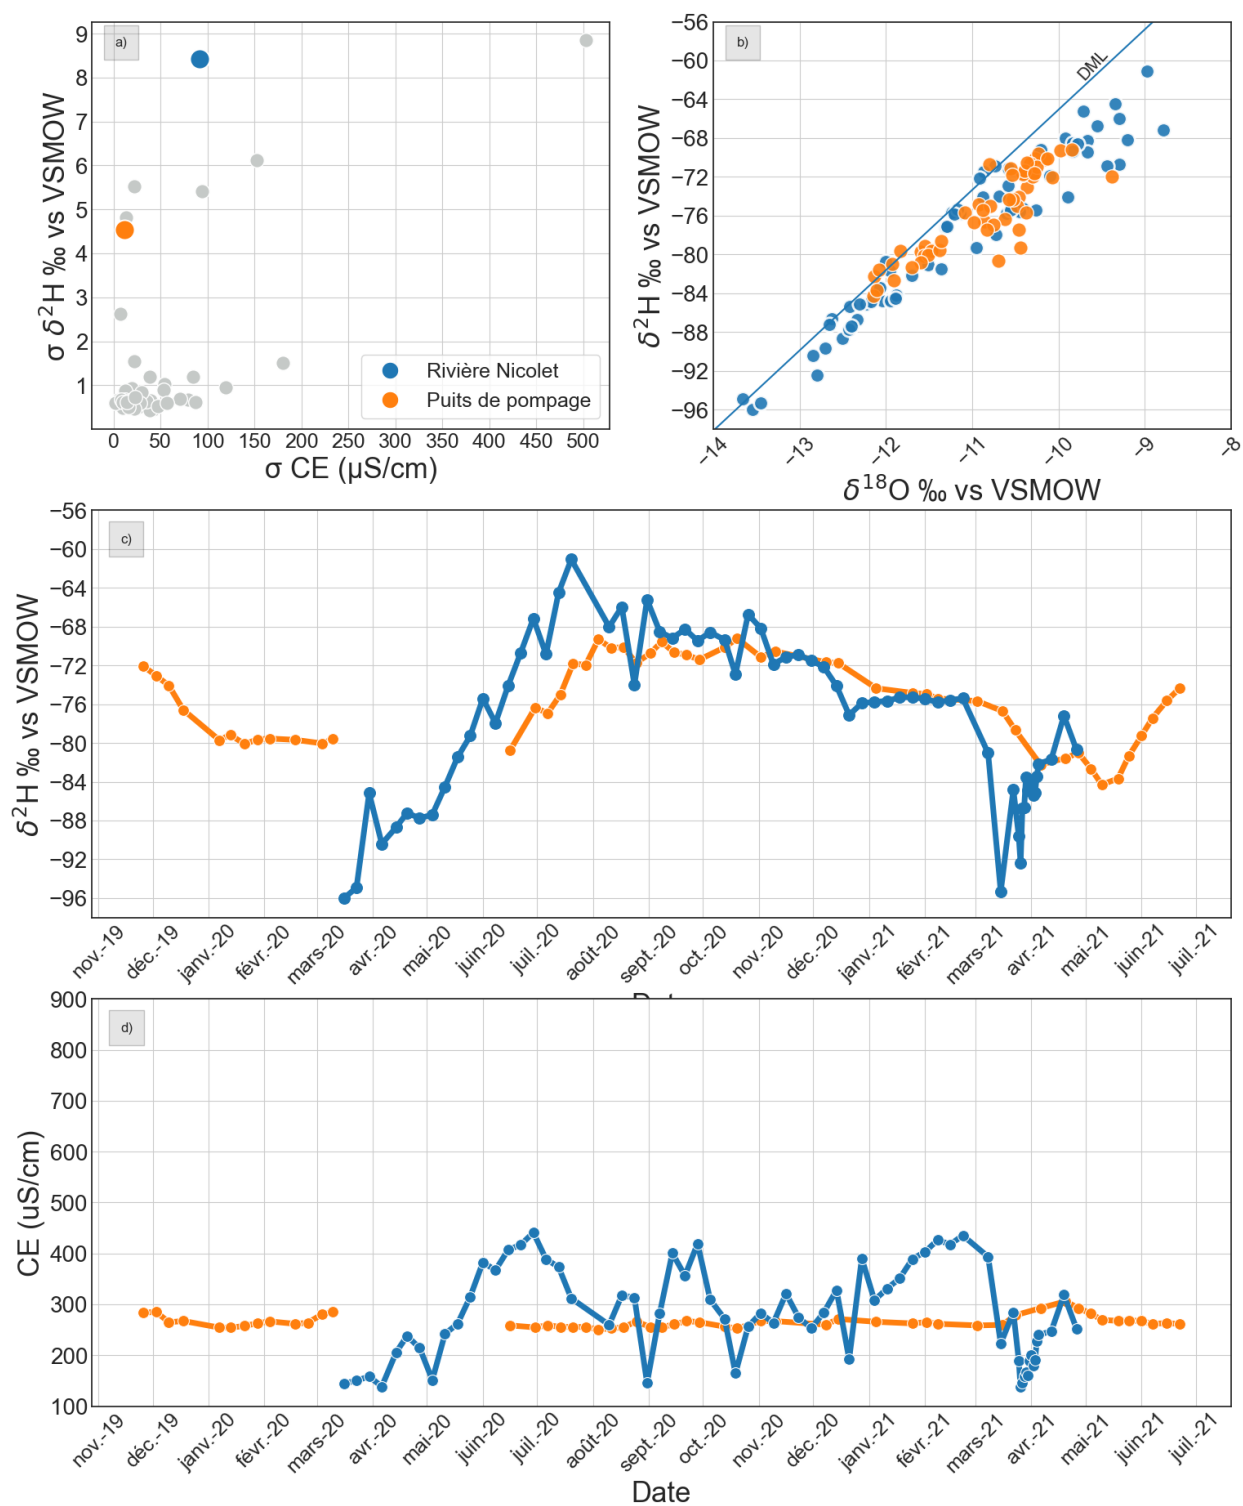 a)
9
8
7
6
5
4
3
2
1
σ δ²H ‰ vs VSMOW
Rivière Nicolet
Puits de pompage
0 50 100 150 200 250 300 350 400 450 500
σ CE (µS/cm)
b)
DML
−56
−60
−64
−68
−72
−76
−80
−84
−88
−92
−96
δ²H ‰ vs VSMOW
−14 −13 −12 −11 −10 −9 −8
δ¹⁸O ‰ vs VSMOW
c)
−56
−60
−64
−68
−72
−76
−80
−84
−88
−92
−96
δ²H ‰ vs VSMOW
nov.-19 déc.-19 janv.-20 févr.-20 mars-20 avr.-20 mai-20 juin-20 juil.-20 août-20 sept.-20 oct.-20 nov.-20 déc.-20 janv.-21 févr.-21 mars-21 avr.-21 mai-21 juin-21 juil.-21
d)
900
800
700
600
500
400
300
200
100
CE (uS/cm)
nov.-19 déc.-19 janv.-20 févr.-20 mars-20 avr.-20 mai-20 juin-20 juil.-20 août-20 sept.-20 oct.-20 nov.-20 déc.-20 janv.-21 févr.-21 mars-21 avr.-21 mai-21 juin-21 juil.-21
Date